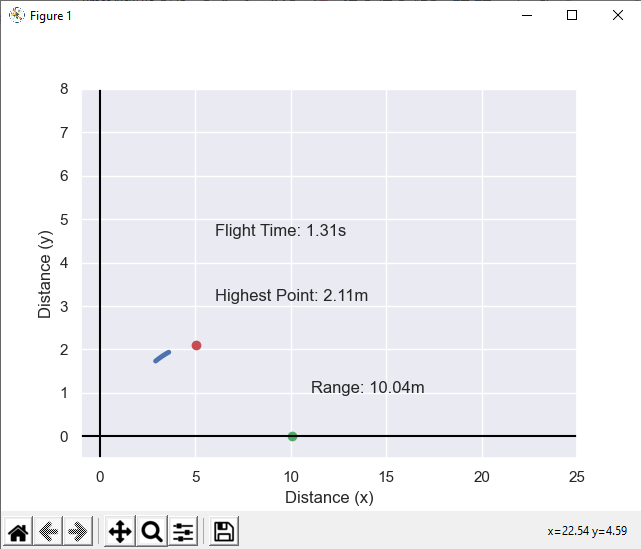 Figure 1
8
7
6
5
4
3
2
1
0
Distance (y)
Flight Time: 1.31s
Highest Point: 2.11m
Range: 10.04m
0 5 10 15 20 25
Distance (x)
x=22.54 y=4.59